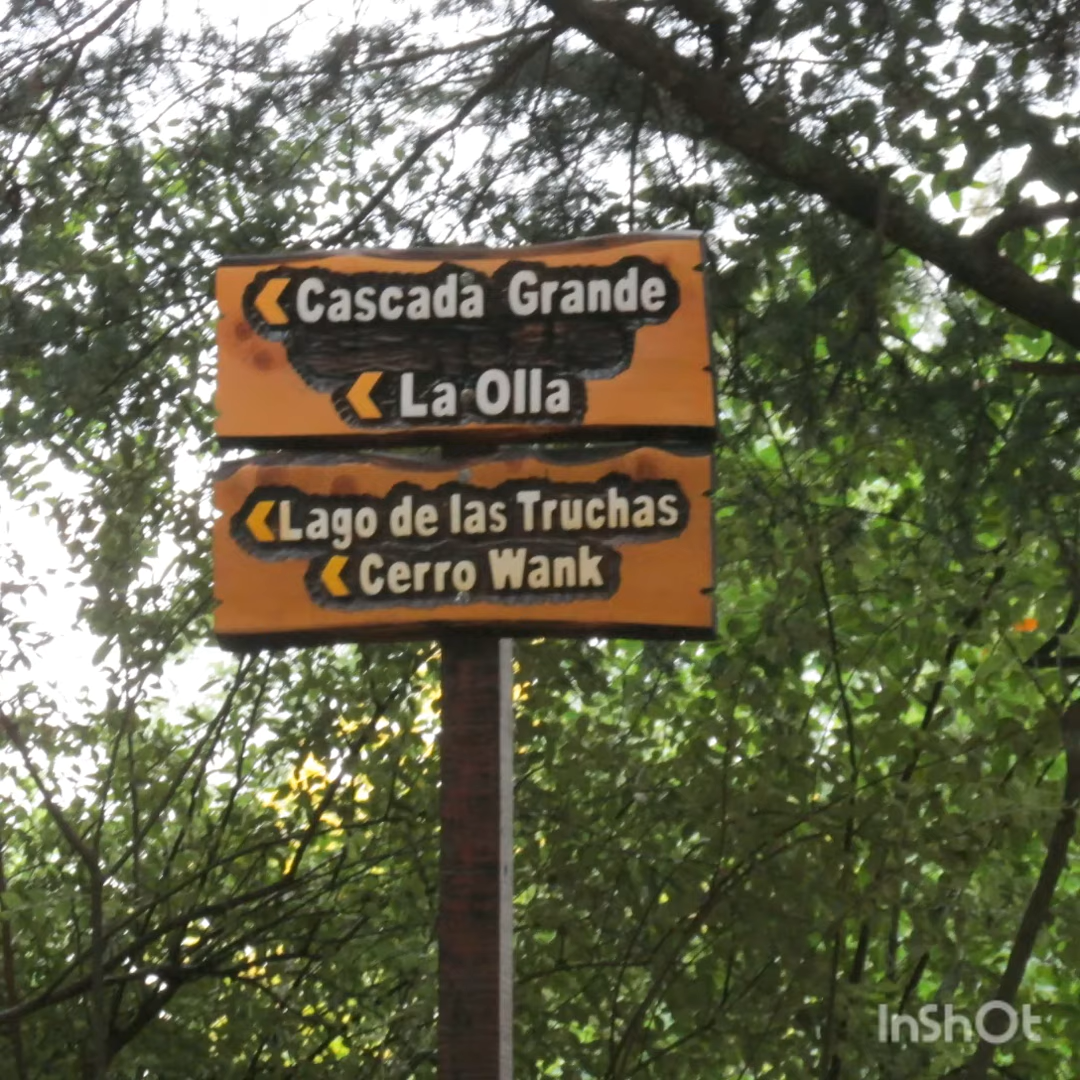 Cascada Grande
La Olla
Lago de las Truchas
Cerro Wank
InShOt